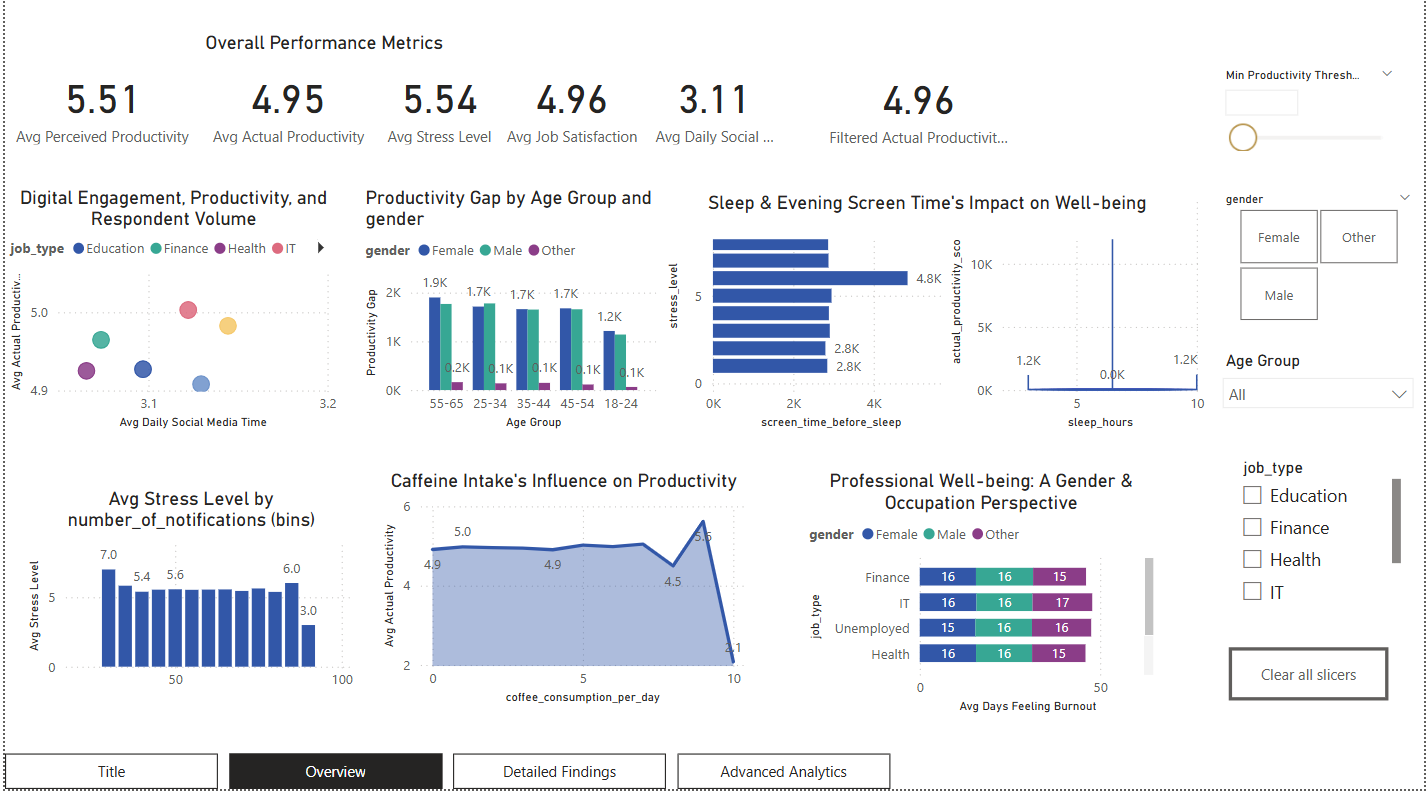 Overall Performance Metrics
5.51
Avg Perceived Productivity
4.95
Avg Actual Productivity
5.54
Avg Stress Level
4.96
Avg Job Satisfaction
3.11
Avg Daily Social ...
4.96
Filtered Actual Productivit...
Min Productivity Thresh...
Digital Engagement, Productivity, and
Respondent Volume
job_type Education Finance Health IT
Avg Actual Productiv...
5.0
4.9
3.1 3.2
Avg Daily Social Media Time
Productivity Gap by Age Group and
gender
gender Female Male Other
Productivity Gap
2K
1K
0K
1.9K 1.7K 1.7K 1.7K 1.2K
0.2K 0.1K 0.1K 0.1K 0.1K
55-65 25-34 35-44 45-54 18-24
Age Group
Sleep & Evening Screen Time's Impact on Well-being
stress_level
5
0
4.8K
2.8K
2.8K
0K 2K 4K
screen_time_before_sleep
actual_productivity_sco
10K
5K
0K
1.2K 0.0K 1.2K
5 10
sleep_hours
gender
Female
Other
Male
Age Group
All
Avg Stress Level by
number_of_notifications (bins)
Avg Stress Level
5
0
7.0 5.4 5.6 6.0 3.0
50 100
Caffeine Intake's Influence on Productivity
Avg Actual Productivity
6
4
2
4.9 5.0 4.9 4.5 5.5 2.1
0 5 10
coffee_consumption_per_day
Professional Well-being: A Gender &
Occupation Perspective
gender Female Male Other
job_type
Finance 16 16 15
IT 16 16 17
Unemployed 15 16 16
Health 16 16 15
0 50
Avg Days Feeling Burnout
job_type
Education
Finance
Health
IT
Clear all slicers
Title
Overview
Detailed Findings
Advanced Analytics